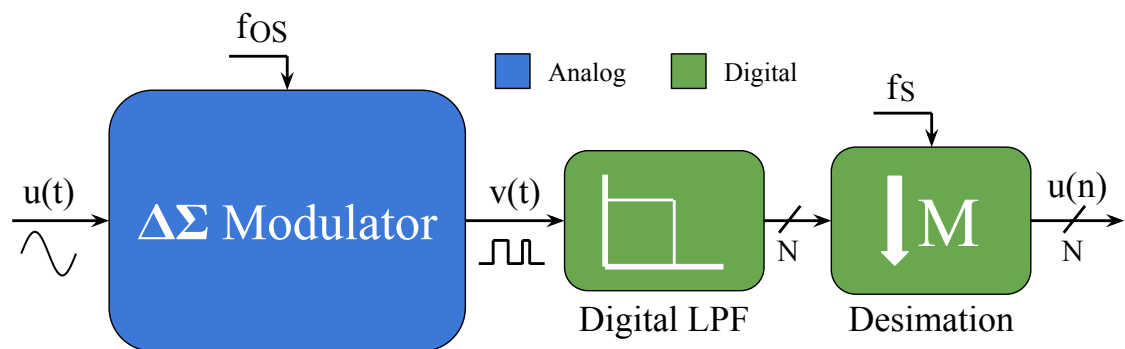 fOS
Analog
Digital
fS
u(t)
ΔΣ Modulator
v(t)
N
M
u(n)
N
Digital LPF
Desimation